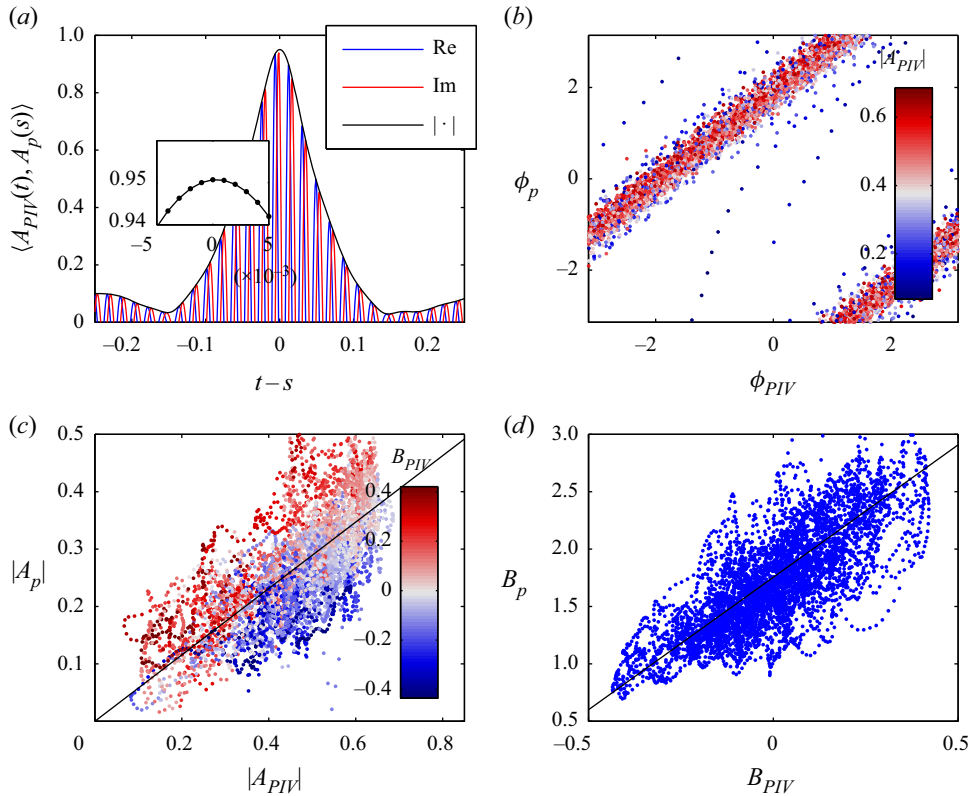 (a)
1.0
0.8
0.6
0.4
0.2
0
⟨A_PIV(t), A_p(s)⟩
Re
Im
| · |
0.95
0.94
–5
0
5
(×10⁻³)
–0.2
–0.1
0
0.1
0.2
t – s
(b)
2
0
–2
ϕ_p
|A_PIV|
0.6
0.4
0.2
–2
0
2
ϕ_PIV
(c)
0.5
0.4
0.3
0.2
0.1
|A_p|
B_PIV
0.4
0.2
0
–0.2
–0.4
0
0.2
0.4
0.6
0.8
|A_PIV|
(d)
3.0
2.5
2.0
1.5
1.0
0.5
B_p
–0.5
0
0.5
B_PIV